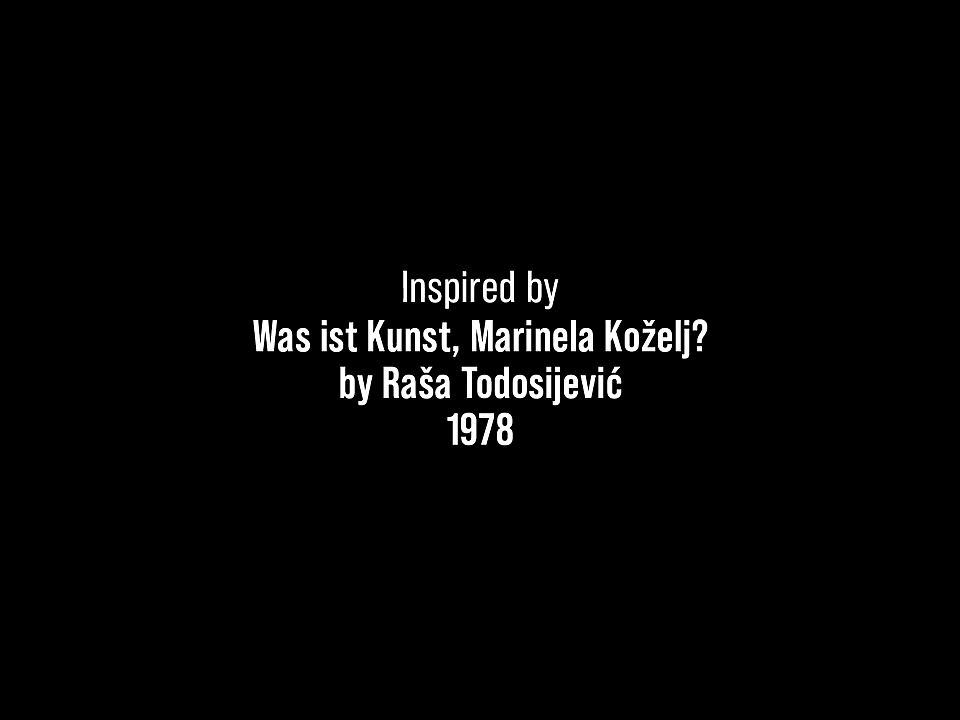 Inspired by
Was ist Kunst, Marinela Koželj?
by Raša Todosijević
1978